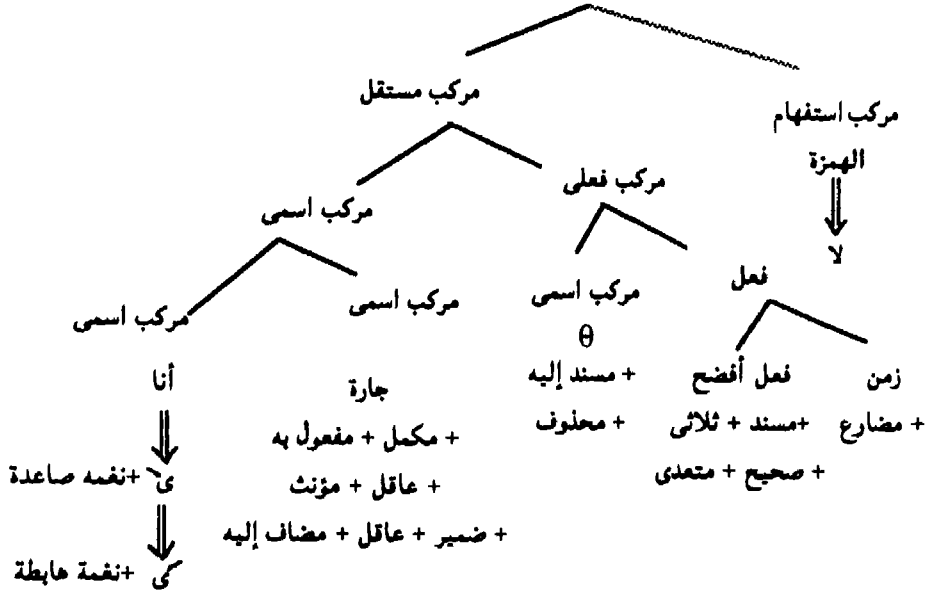 مركب مستقل
مركب استفهام
الهمزة
لا
مركب فعلى
مركب اسمى
فعل
مركب اسمى
مركب اسمى
مركب اسمى
θ
زمن
فعل أفضح
+ مسند إليه
جارة
أنا
+ مضارع
+مسند + ثلاثى
+ محذوف
+ مكمل + مفعول به
+ صحيح + متعدى
+ عاقل + مؤنث
ى +نغمه صاعدة
+ ضمير + عاقل + مضاف إليه
ى +نغمة هابطة